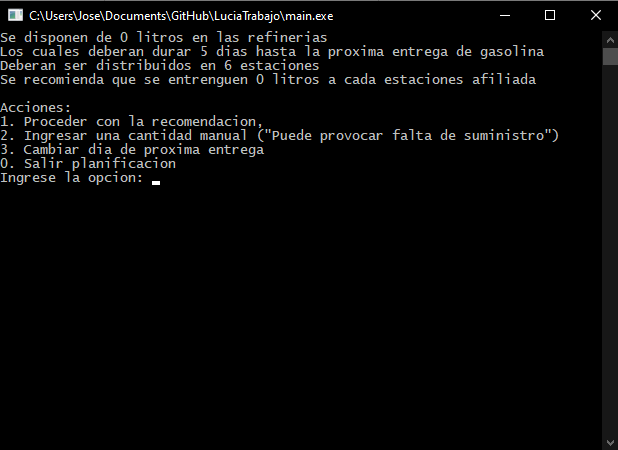 C:\Users\Jose\Documents\GitHub\LuciaTrabajo\main.exe
Se disponen de 0 litros en las refinerias
Los cuales deberan durar 5 dias hasta la proxima entrega de gasolina
Deberan ser distribuidos en 6 estaciones
Se recomienda que se entrenguen 0 litros a cada estaciones afiliada
Acciones:
1. Proceder con la recomendacion,
2. Ingresar una cantidad manual ("Puede provocar falta de suministro")
3. Cambiar dia de proxima entrega
0. Salir planificacion
Ingrese la opcion: